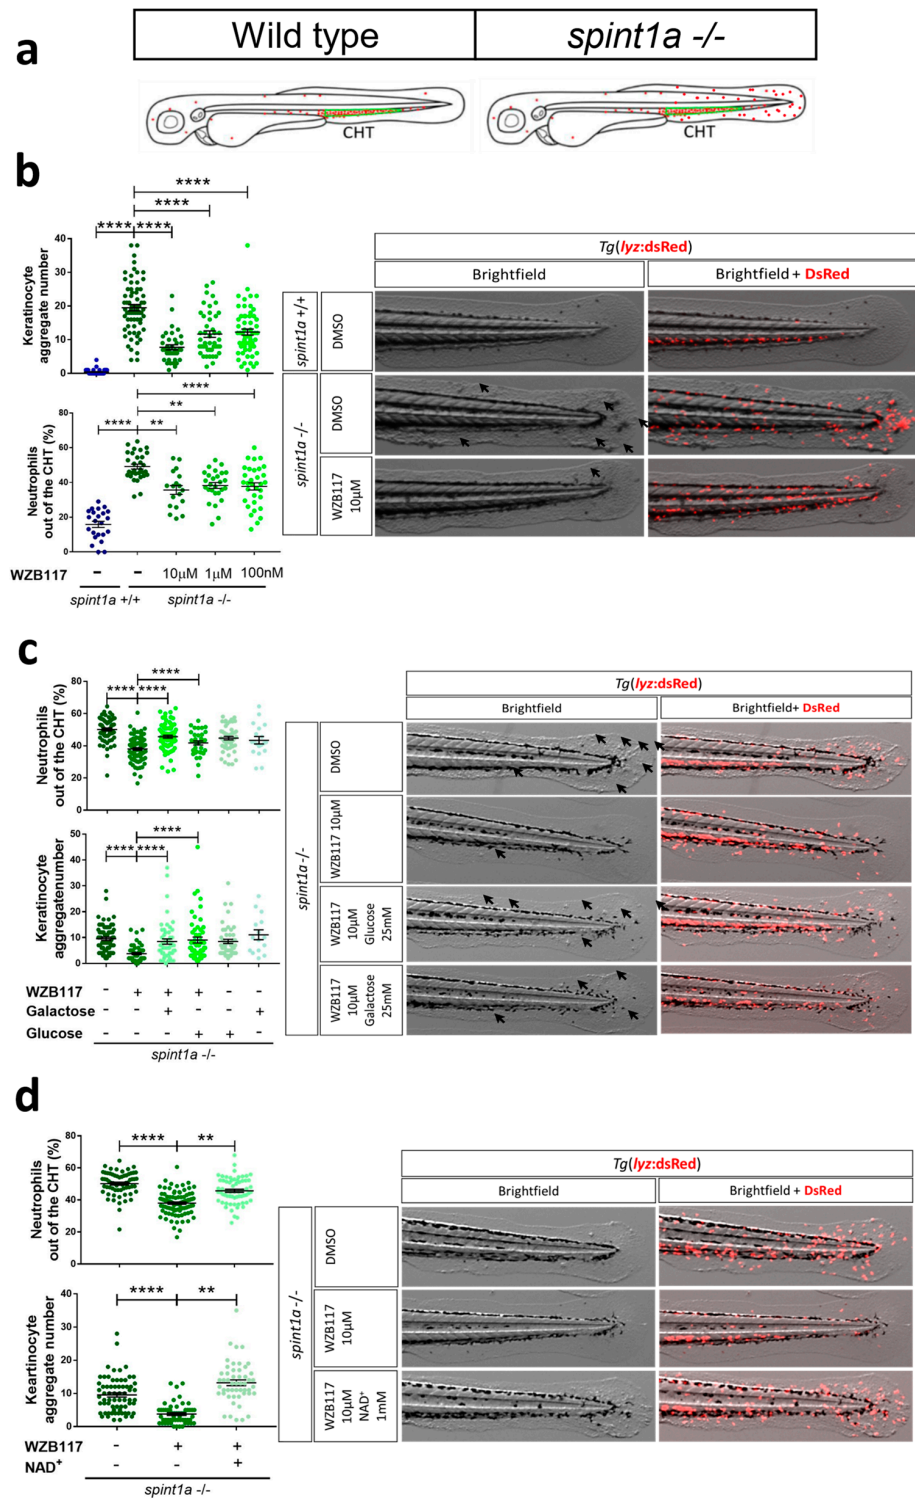 a
Wild type
spint1a -/-
CHT
CHT
b
****
****
**** ****
Keratinocyte
aggregate number
40
30
20
10
0
****
**
**** **
Neutrophils
out of the CHT (%)
80
60
40
20
0
WZB117
- - 10µM 1µM 100nM
spint1a +/+ spint1a -/-
Tg(lyz:dsRed)
Brightfield
Brightfield + DsRed
spint1a +/+
DMSO
spint1a -/-
DMSO
WZB117
10µM
c
****
**** ****
Neutrophils
out of the CHT (%)
80
60
40
20
0
****
**** ****
Keratinocyte
aggregatenumber
50
40
30
20
10
0
WZB117 - + + + - -
Galactose - - + - - +
Glucose - - - + + -
spint1a -/-
Tg(lyz:dsRed)
Brightfield
Brightfield+ DsRed
spint1a -/-
DMSO
WZB117 10µM
WZB117
10µM
Glucose
25mM
WZB117
10µM
Galactose
25mM
d
**** **
Neutrophils
out of the CHT (%)
80
60
40
20
0
**** **
Keartinocyte
aggregate number
40
30
20
10
0
WZB117 - + +
NAD+ - - +
spint1a -/-
Tg(lyz:dsRed)
Brightfield
Brightfield + DsRed
spint1a -/-
DMSO
WZB117
10µM
WZB117
10µM
NAD+
1mM